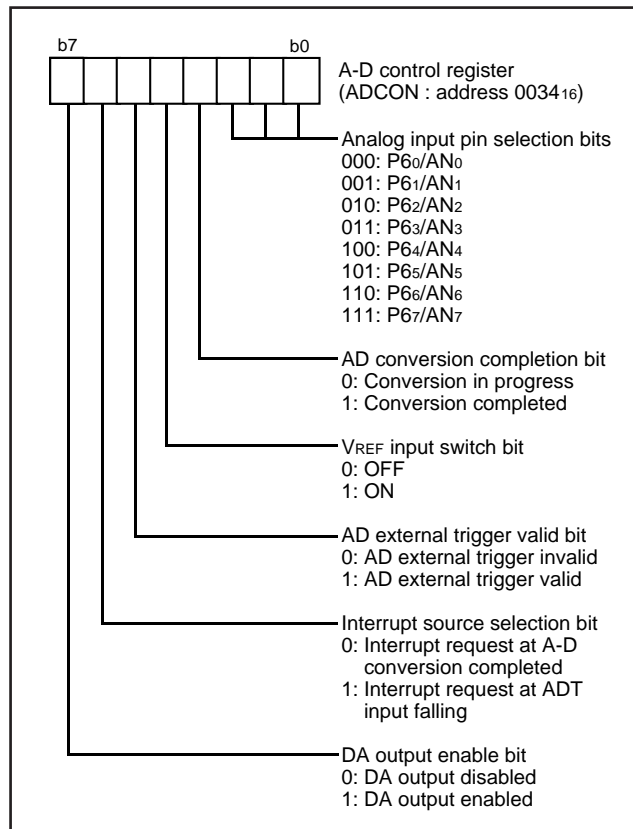 b7 b0
A-D control register
(ADCON : address 0034₁₆)
Analog input pin selection bits
000: P6₀/AN₀
001: P6₁/AN₁
010: P6₂/AN₂
011: P6₃/AN₃
100: P6₄/AN₄
101: P6₅/AN₅
110: P6₆/AN₆
111: P6₇/AN₇
AD conversion completion bit
0: Conversion in progress
1: Conversion completed
VREF input switch bit
0: OFF
1: ON
AD external trigger valid bit
0: AD external trigger invalid
1: AD external trigger valid
Interrupt source selection bit
0: Interrupt request at A-D
conversion completed
1: Interrupt request at ADT
input falling
DA output enable bit
0: DA output disabled
1: DA output enabled